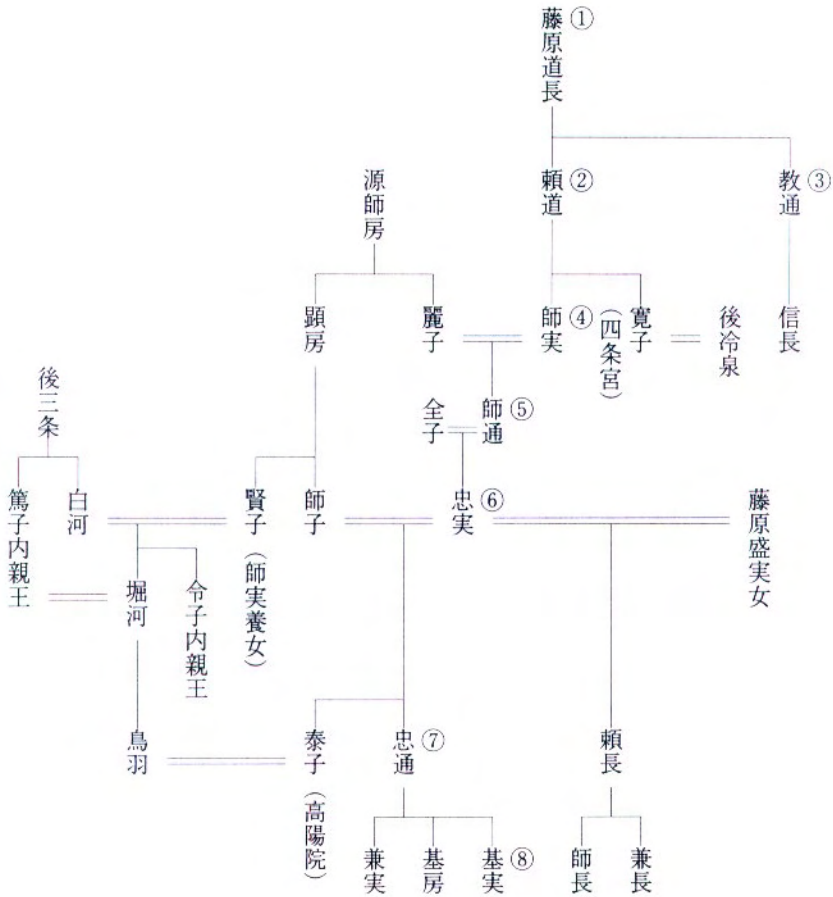 藤原道長 ①
教通 ③
頼道 ②
源師房
信長
後冷泉
寛子（四条宮）
師実 ④
麗子
顕房
師通 ⑤
全子
後三条
藤原盛実女
忠実 ⑥
師子
賢子（師実養女）
白河
篤子内親王
令子内親王
堀河
頼長
忠通 ⑦
泰子（高陽院）
鳥羽
兼長
師長
基実 ⑧
基房
兼実